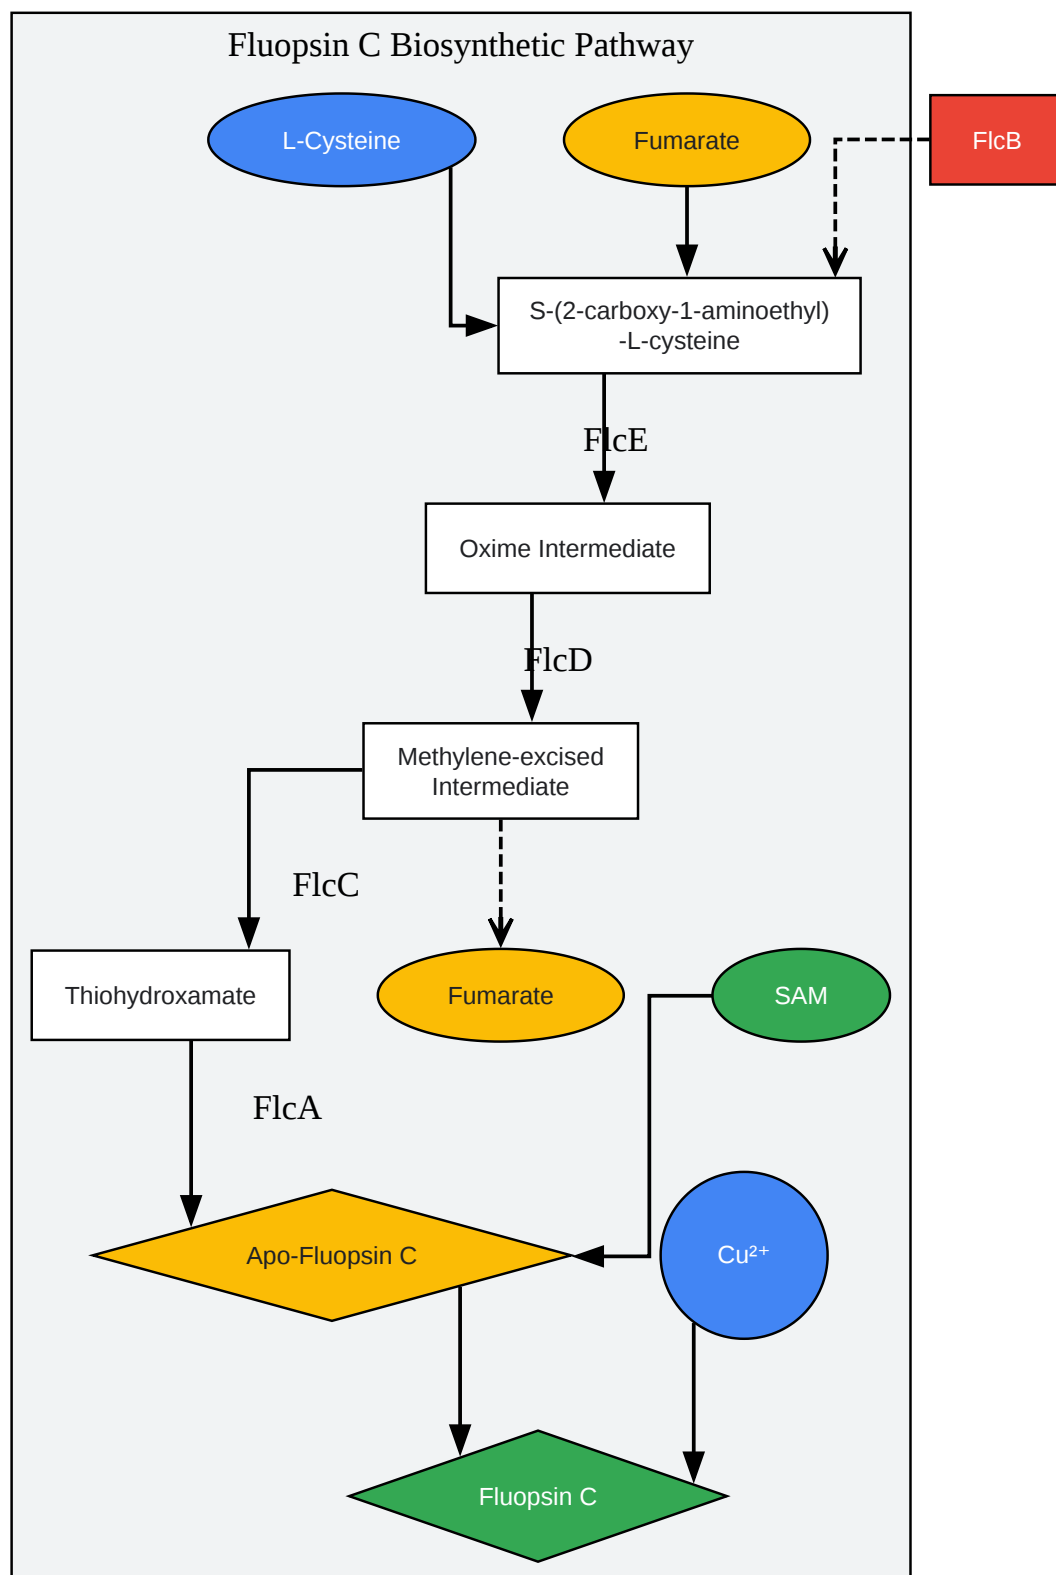 Fluopsin C Biosynthetic Pathway
L-Cysteine
Fumarate
FlcB
S-(2-carboxy-1-aminoethyl)
-L-cysteine
FlcE
Oxime Intermediate
FlcD
Methylene-excised
Intermediate
FlcC
Thiohydroxamate
Fumarate
SAM
FlcA
Apo-Fluopsin C
Cu²⁺
Fluopsin C